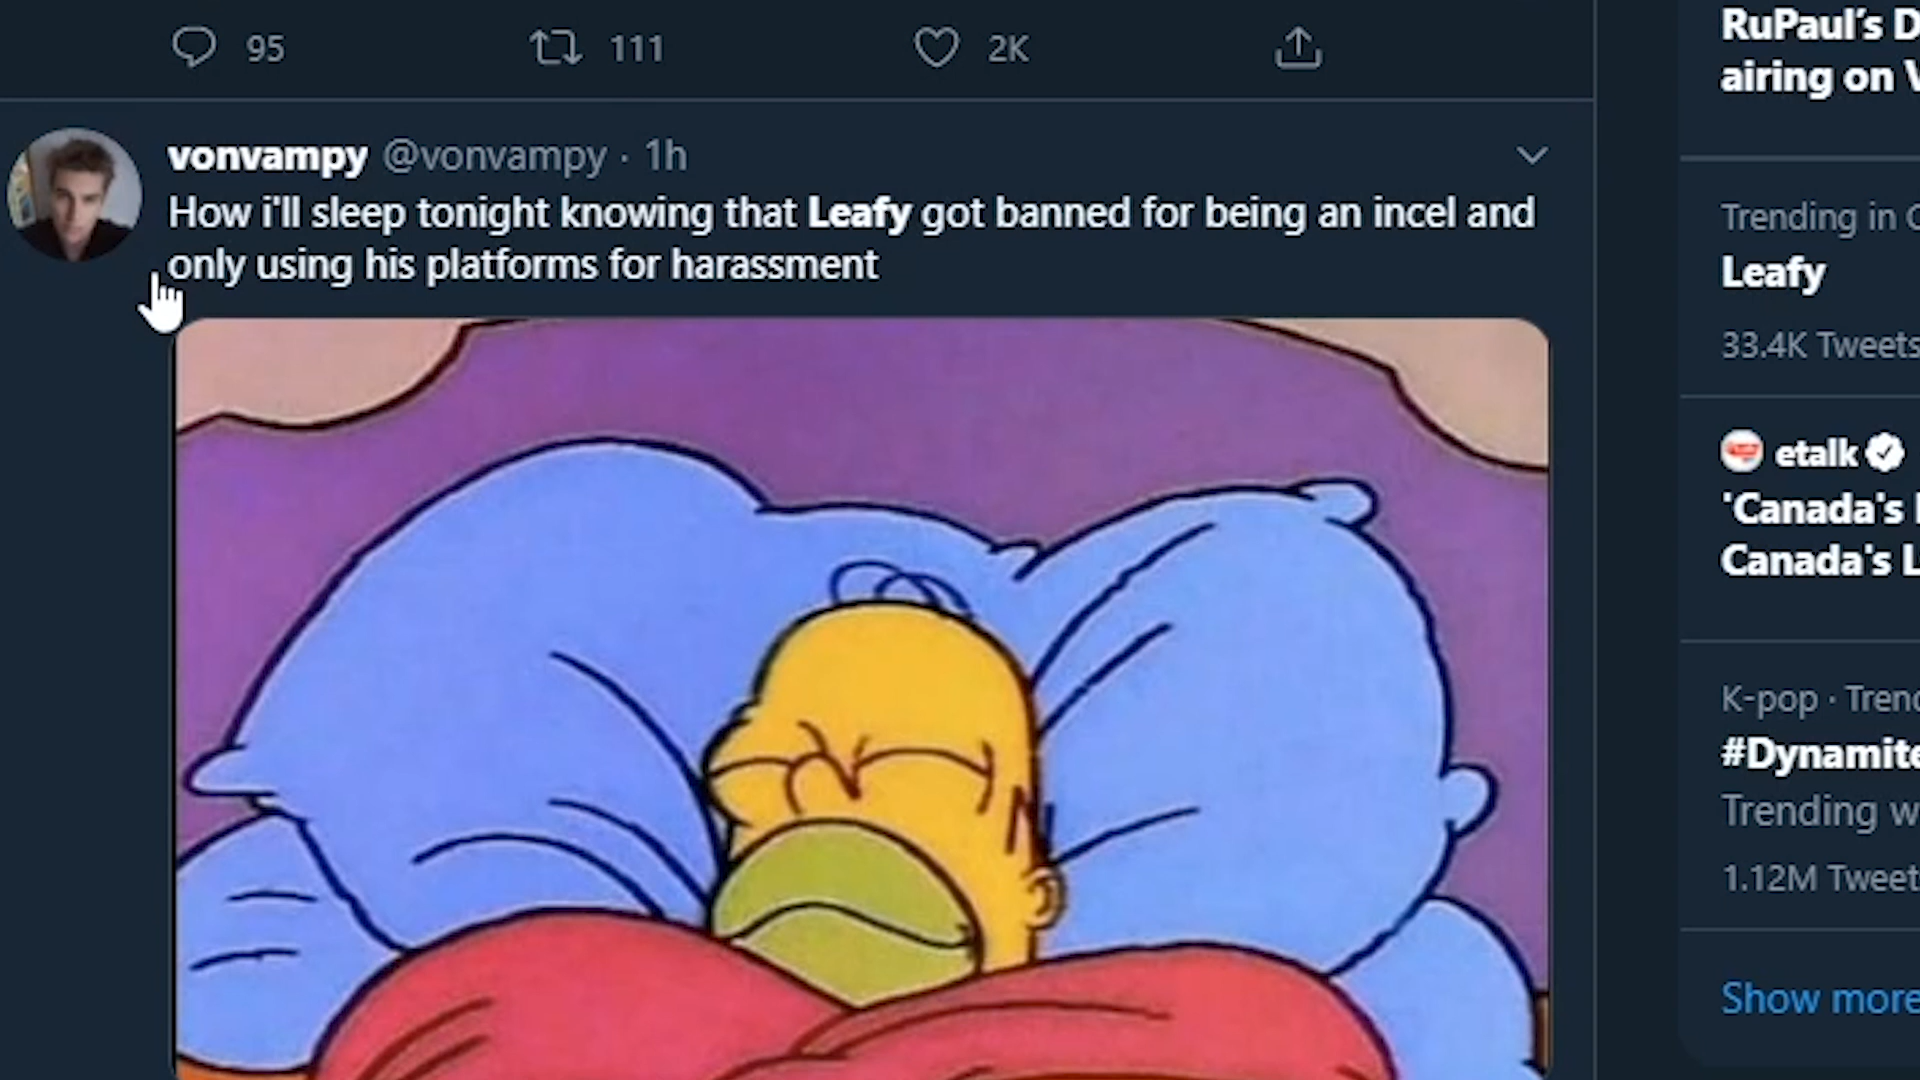 95
111
2K
vonvampy @vonvampy · 1h
How i'll sleep tonight knowing that Leafy got banned for being an incel and
only using his platforms for harassment
RuPaul's D
airing on
Trending in
Leafy
33.4K Tweets
etalk
'Canada's
Canada's L
K-pop · Trend
#Dynamite
Trending w
1.12M Tweet
Show more